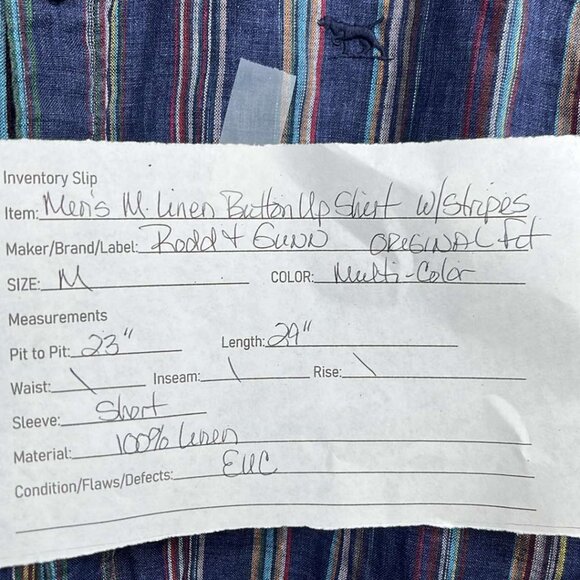 Inventory Slip
Item: Men's M. Linen Button Up Shirt w/Stripes
Maker/Brand/Label: Rodd + Gunn ORIGINAL Fit
SIZE: M COLOR: Multi-Color
Measurements
Pit to Pit: 23" Length: 29"
Waist: \ Inseam: \ Rise: \
Sleeve: Short
Material: 100% Linen
Condition/Flaws/Defects: EUC